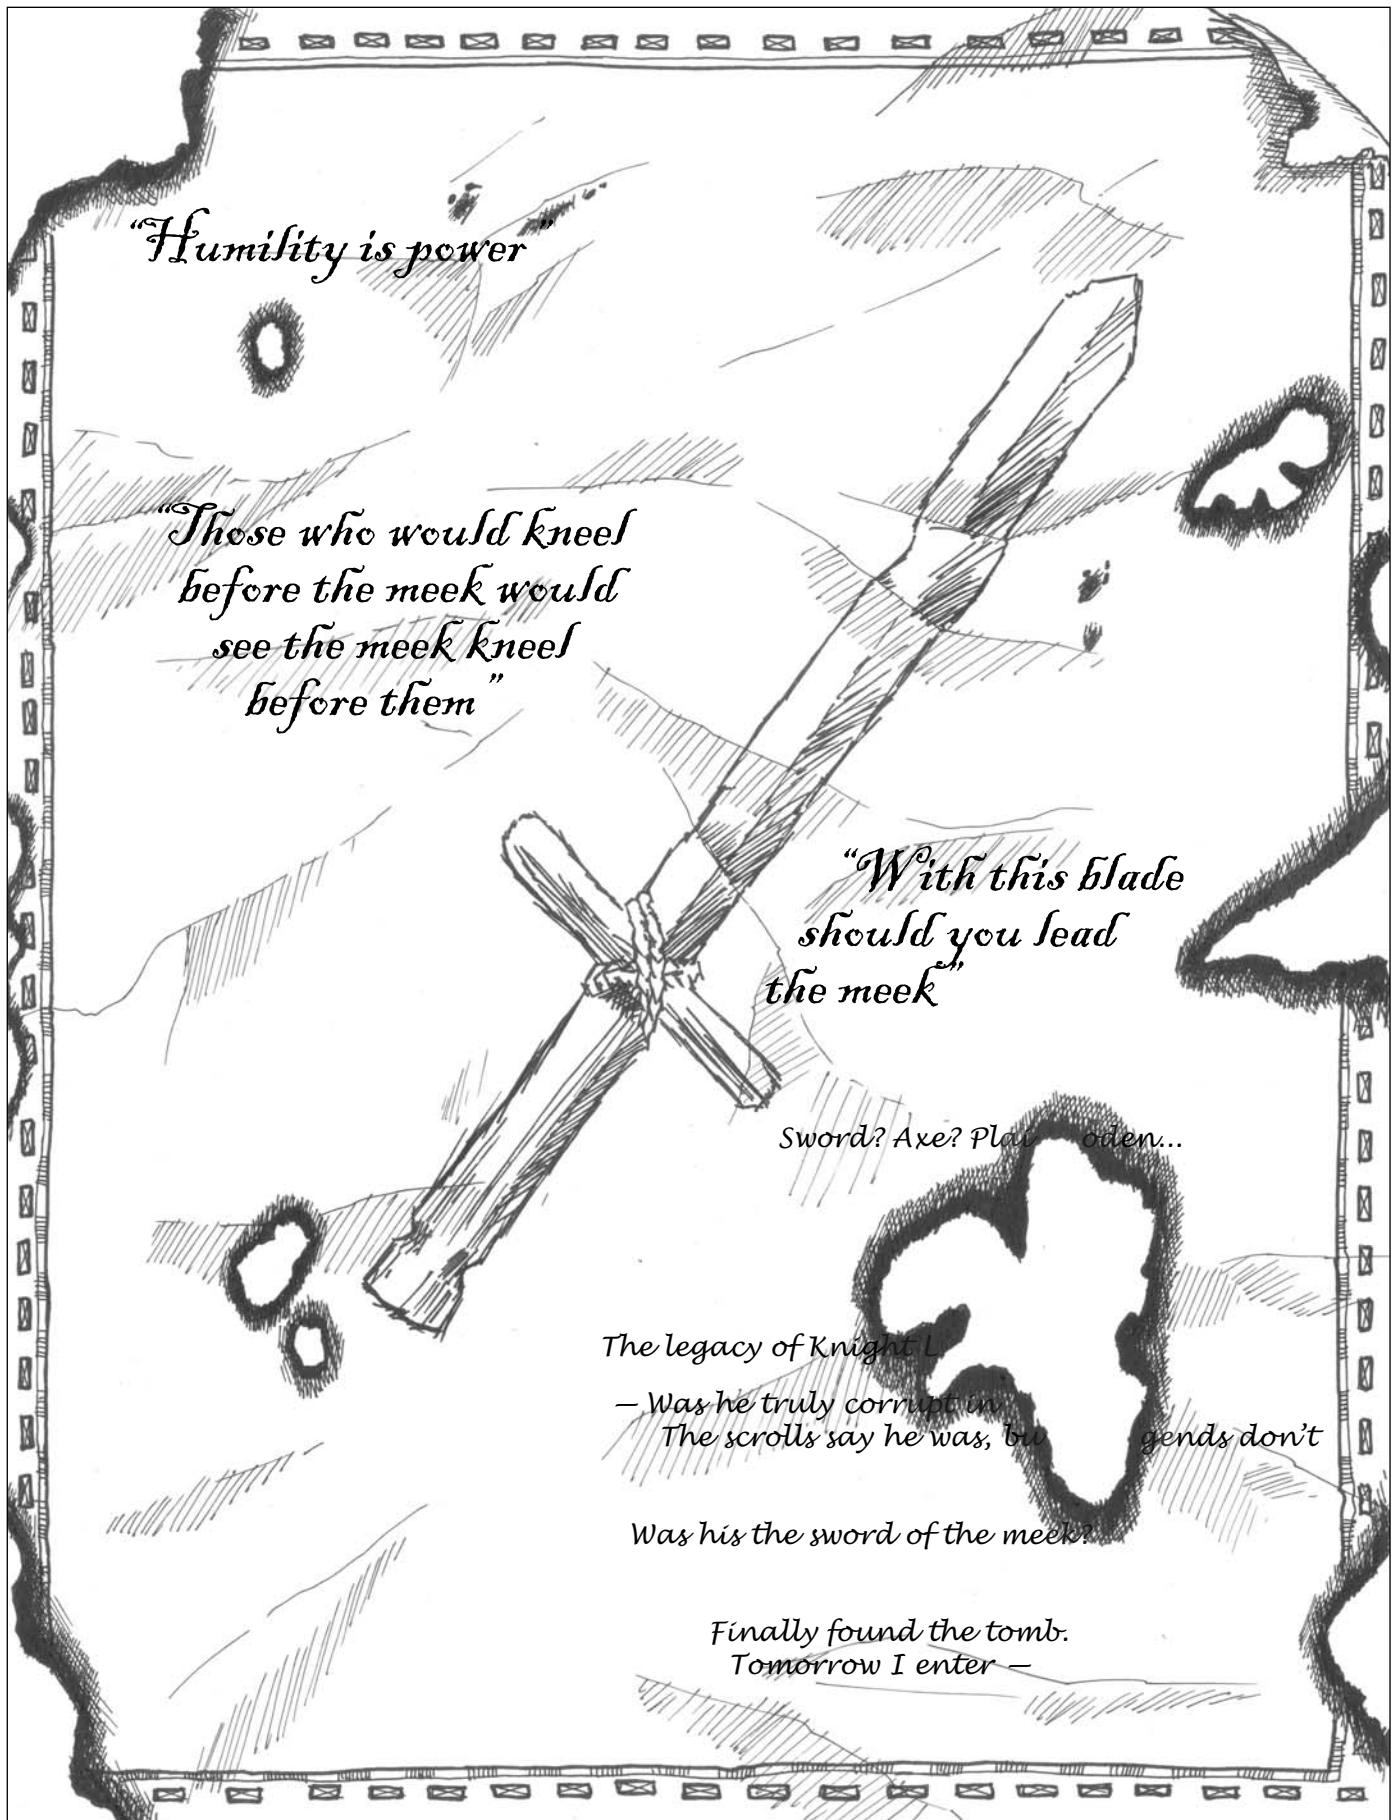 “Humility is power”
“Those who would kneel
before the meek would
see the meek kneel
before them”
“With this blade
should you lead
the meek”
Sword? Axe? Plai oden...
The legacy of Knight L
— Was he truly corrupt in
The scrolls say he was, bu gends don’t
Was his the sword of the meek?
Finally found the tomb.
Tomorrow I enter —